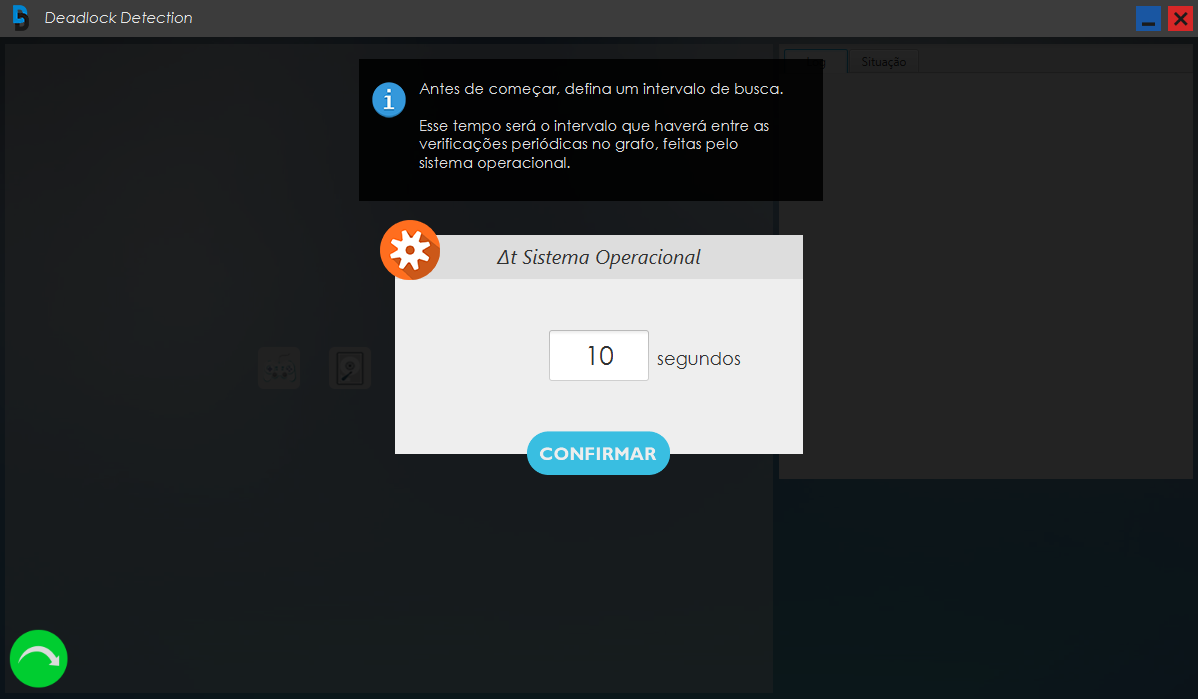 Deadlock Detection
Situação
Antes de começar, defina um intervalo de busca.
Esse tempo será o intervalo que haverá entre as
verificações periódicas no grafo, feitas pelo
sistema operacional.
Δt Sistema Operacional
10 segundos
CONFIRMAR